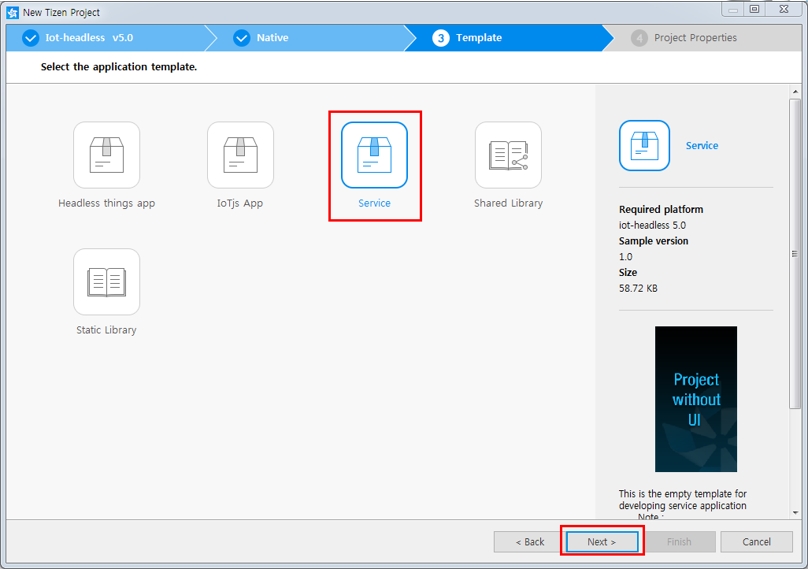 New Tizen Project
Iot-headless v5.0
Native
3 Template
4 Project Properties
Select the application template.
Headless things app
IoTjs App
Service
Shared Library
Static Library
Service
Required platform
iot-headless 5.0
Sample version
1.0
Size
58.72 KB
Project
without
UI
This is the empty template for
developing service application
Note :
< Back
Next >
Finish
Cancel